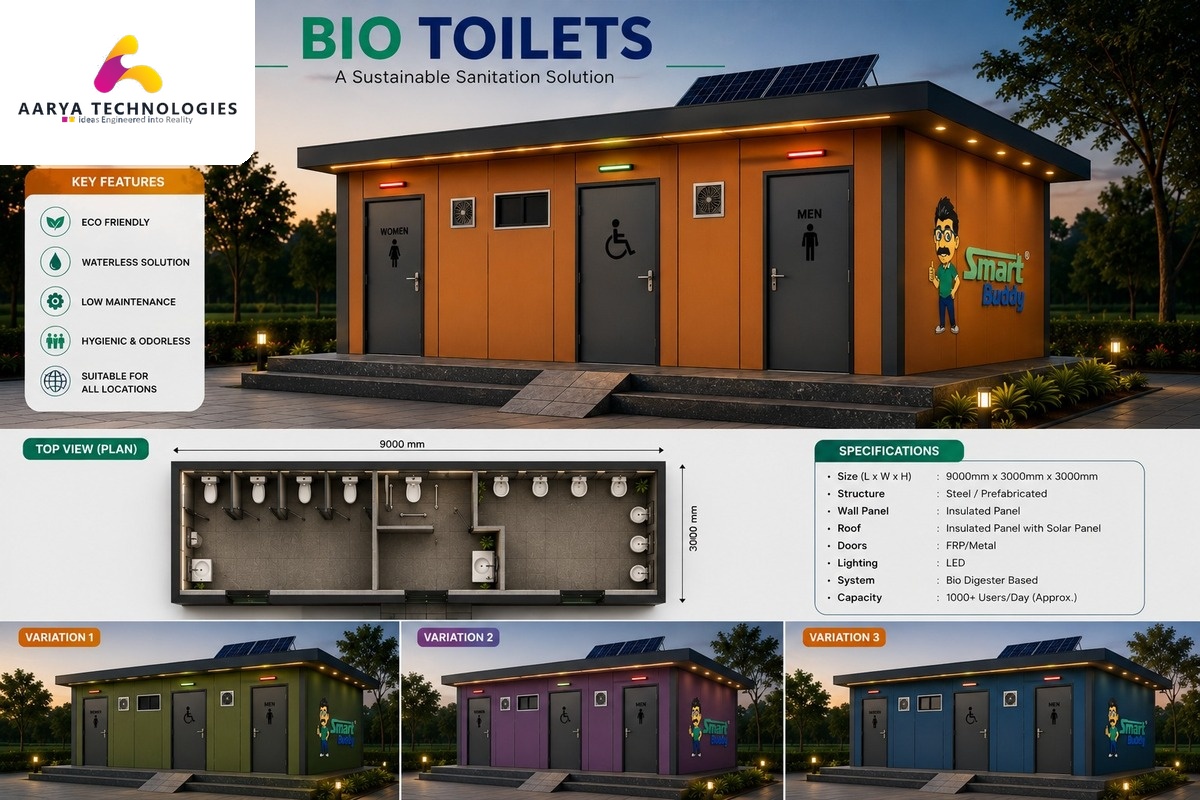 AARYA TECHNOLOGIES
Ideas Engineered into Reality
BIO TOILETS
A Sustainable Sanitation Solution
KEY FEATURES
ECO FRIENDLY
WATERLESS SOLUTION
LOW MAINTENANCE
HYGIENIC & ODORLESS
SUITABLE FOR
ALL LOCATIONS
WOMEN
MEN
Smart®
Buddy
TOP VIEW (PLAN)
9000 mm
3000 mm
SPECIFICATIONS
• Size (L x W x H) : 9000mm x 3000mm x 3000mm
• Structure : Steel / Prefabricated
• Wall Panel : Insulated Panel
• Roof : Insulated Panel with Solar Panel
• Doors : FRP/Metal
• Lighting : LED
• System : Bio Digester Based
• Capacity : 1000+ Users/Day (Approx.)
VARIATION 1
WOMEN
MEN
Smart
Buddy
VARIATION 2
WOMEN
MEN
Smart
Buddy
VARIATION 3
WOMEN
MEN
Smart
Buddy